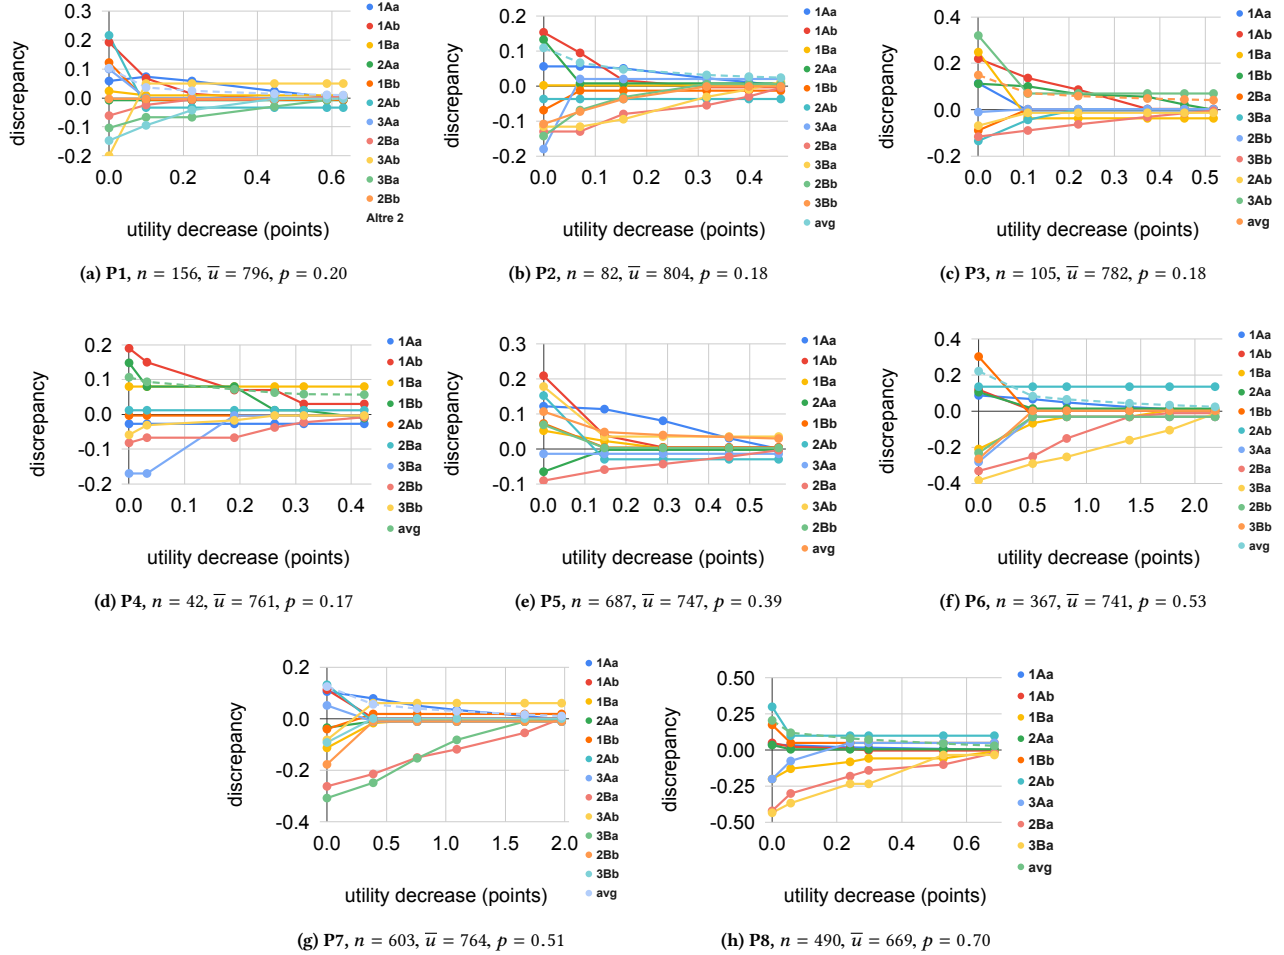 0.3
0.2
0.1
0.0
-0.1
-0.2
discrepancy
0.0 0.2 0.4 0.6
utility decrease (points)
1Aa
1Ab
1Ba
2Aa
1Bb
2Ab
3Aa
2Ba
3Ab
3Ba
2Bb
Altre 2
(a) P1, n = 156, u̅ = 796, p = 0.20
0.2
0.1
0.0
-0.1
-0.2
discrepancy
0.0 0.1 0.2 0.3 0.4
utility decrease (points)
1Aa
1Ab
1Ba
2Aa
1Bb
2Ab
3Aa
2Ba
3Ba
2Bb
3Bb
avg
(b) P2, n = 82, u̅ = 804, p = 0.18
0.4
0.2
0.0
-0.2
discrepancy
0.0 0.1 0.2 0.3 0.4 0.5
utility decrease (points)
1Aa
1Ab
1Ba
1Bb
2Ba
3Ba
2Bb
3Bb
2Ab
3Ab
avg
(c) P3, n = 105, u̅ = 782, p = 0.18
0.2
0.1
0.0
-0.1
-0.2
discrepancy
0.0 0.1 0.2 0.3 0.4
utility decrease (points)
1Aa
1Ab
1Ba
1Bb
2Ab
2Ba
3Ba
2Bb
3Bb
avg
(d) P4, n = 42, u̅ = 761, p = 0.17
0.3
0.2
0.1
0.0
-0.1
discrepancy
0.0 0.1 0.2 0.3 0.4 0.5
utility decrease (points)
1Aa
1Ab
1Ba
2Aa
1Bb
2Ab
3Aa
2Ba
3Ab
2Bb
avg
(e) P5, n = 687, u̅ = 747, p = 0.39
0.4
0.2
0.0
-0.2
-0.4
discrepancy
0.0 0.5 1.0 1.5 2.0
utility decrease (points)
1Aa
1Ab
1Ba
2Aa
1Bb
2Ab
3Aa
2Ba
3Ba
2Bb
3Bb
avg
(f) P6, n = 367, u̅ = 741, p = 0.53
0.2
0.0
-0.2
-0.4
discrepancy
0.0 0.5 1.0 1.5 2.0
utility decrease (points)
1Aa
1Ab
1Ba
2Aa
1Bb
2Ab
3Aa
2Ba
3Ab
3Ba
2Bb
3Bb
avg
(g) P7, n = 603, u̅ = 764, p = 0.51
0.50
0.25
0.00
-0.25
-0.50
discrepancy
0.0 0.2 0.4 0.6
utility decrease (points)
1Aa
1Ab
1Ba
2Aa
1Bb
2Ab
3Aa
2Ba
3Ba
avg
(h) P8, n = 490, u̅ = 669, p = 0.70